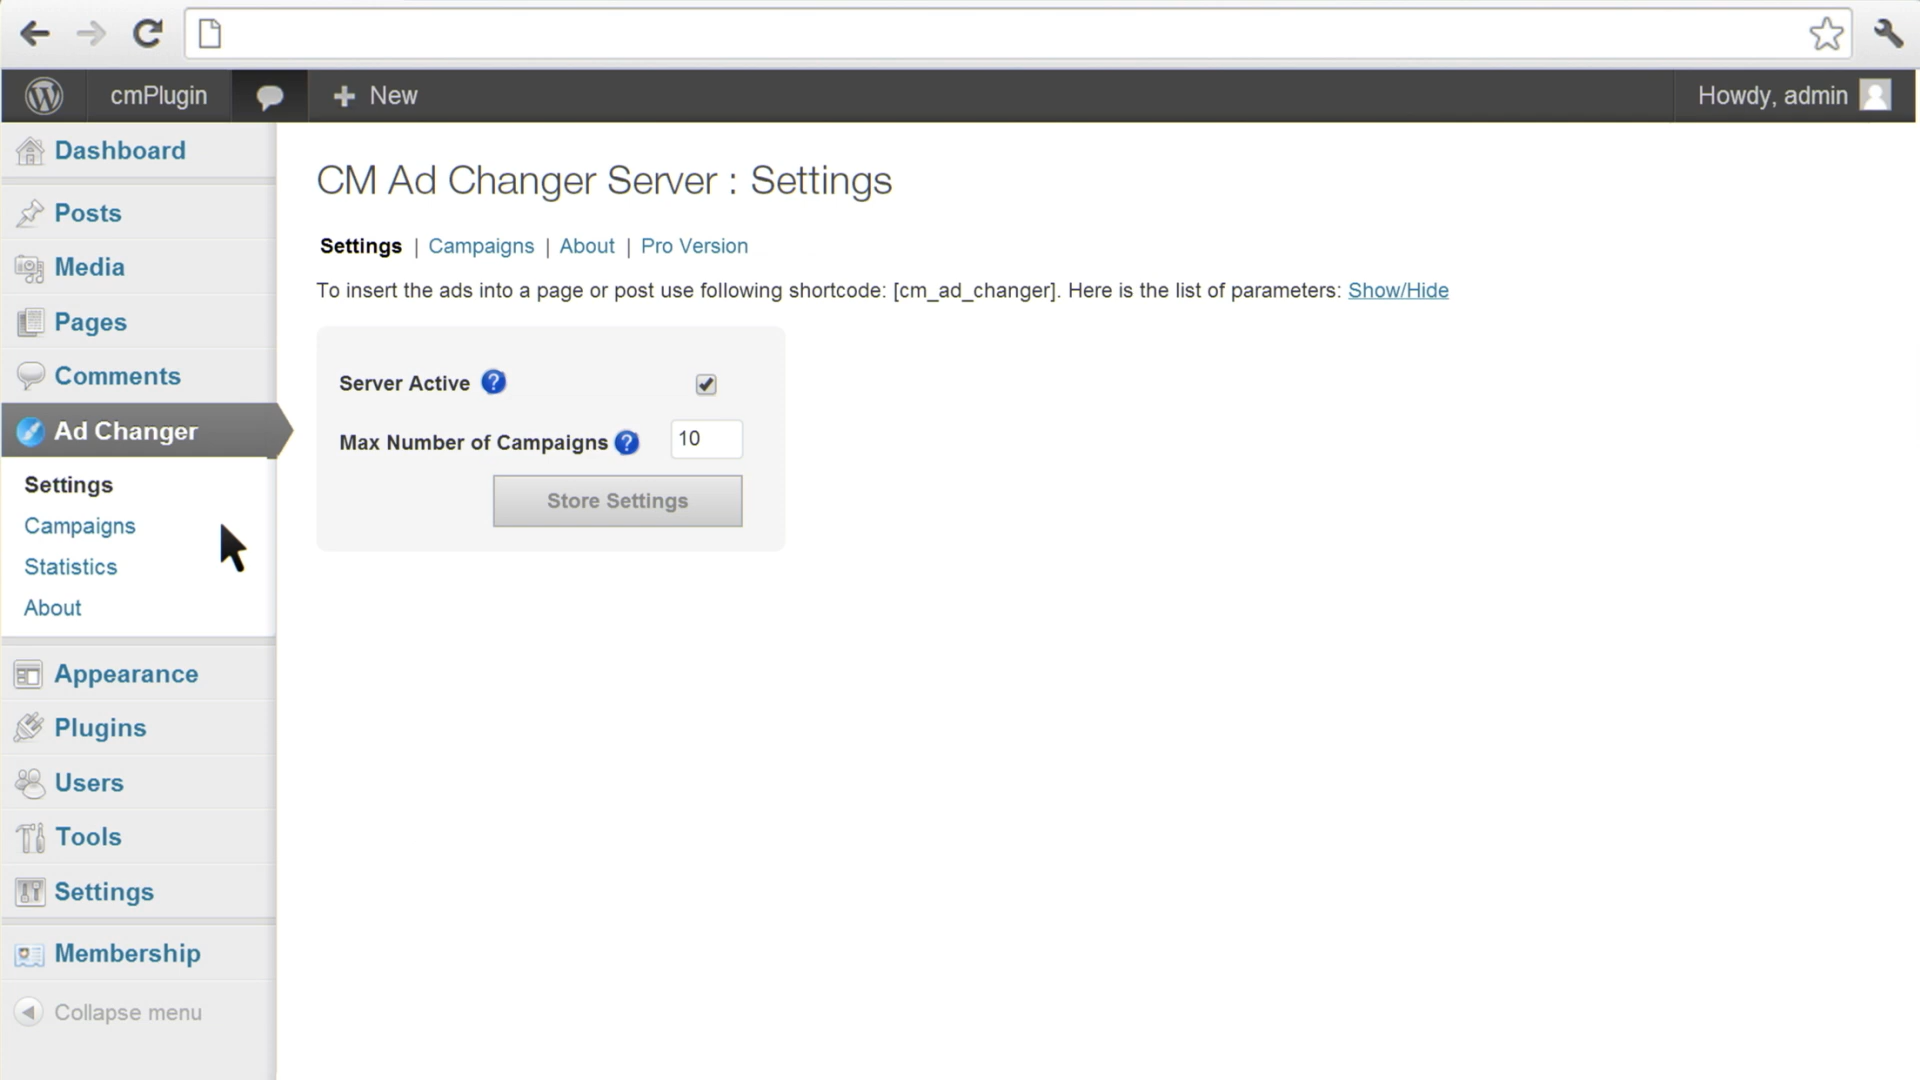 cmPlugin
New
Howdy, admin
Dashboard
Posts
Media
Pages
Comments
Ad Changer
Settings
Campaigns
Statistics
About
Appearance
Plugins
Users
Tools
Settings
Membership
Collapse menu
CM Ad Changer Server : Settings
Settings | Campaigns | About | Pro Version
To insert the ads into a page or post use following shortcode: [cm_ad_changer]. Here is the list of parameters: Show/Hide
Server Active ?
Max Number of Campaigns ? 10
Store Settings